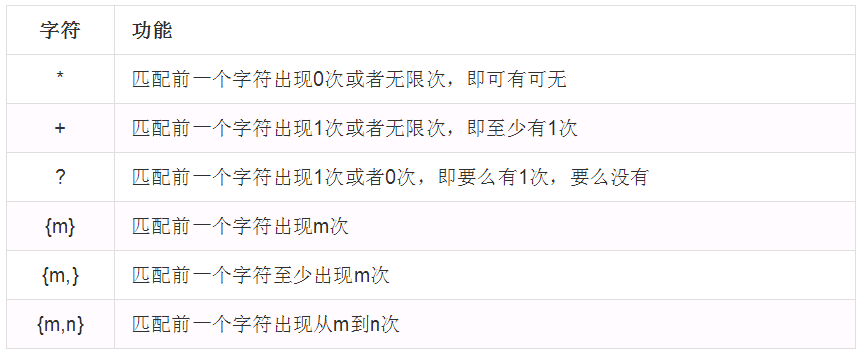 字符 功能
* 匹配前一个字符出现0次或者无限次，即可有可无
+ 匹配前一个字符出现1次或者无限次，即至少有1次
? 匹配前一个字符出现1次或者0次，即要么有1次，要么没有
{m} 匹配前一个字符出现m次
{m,} 匹配前一个字符至少出现m次
{m,n} 匹配前一个字符出现从m到n次